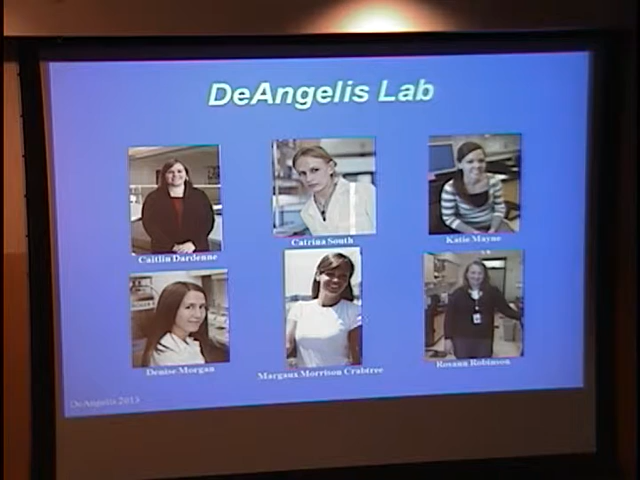 DeAngelis Lab
Caitlin Dardenne
Catrina South
Katie Mayne
Denise Morgan
Margaux Morrison Crabtree
Rosann Robinson
DeAngelis 2013